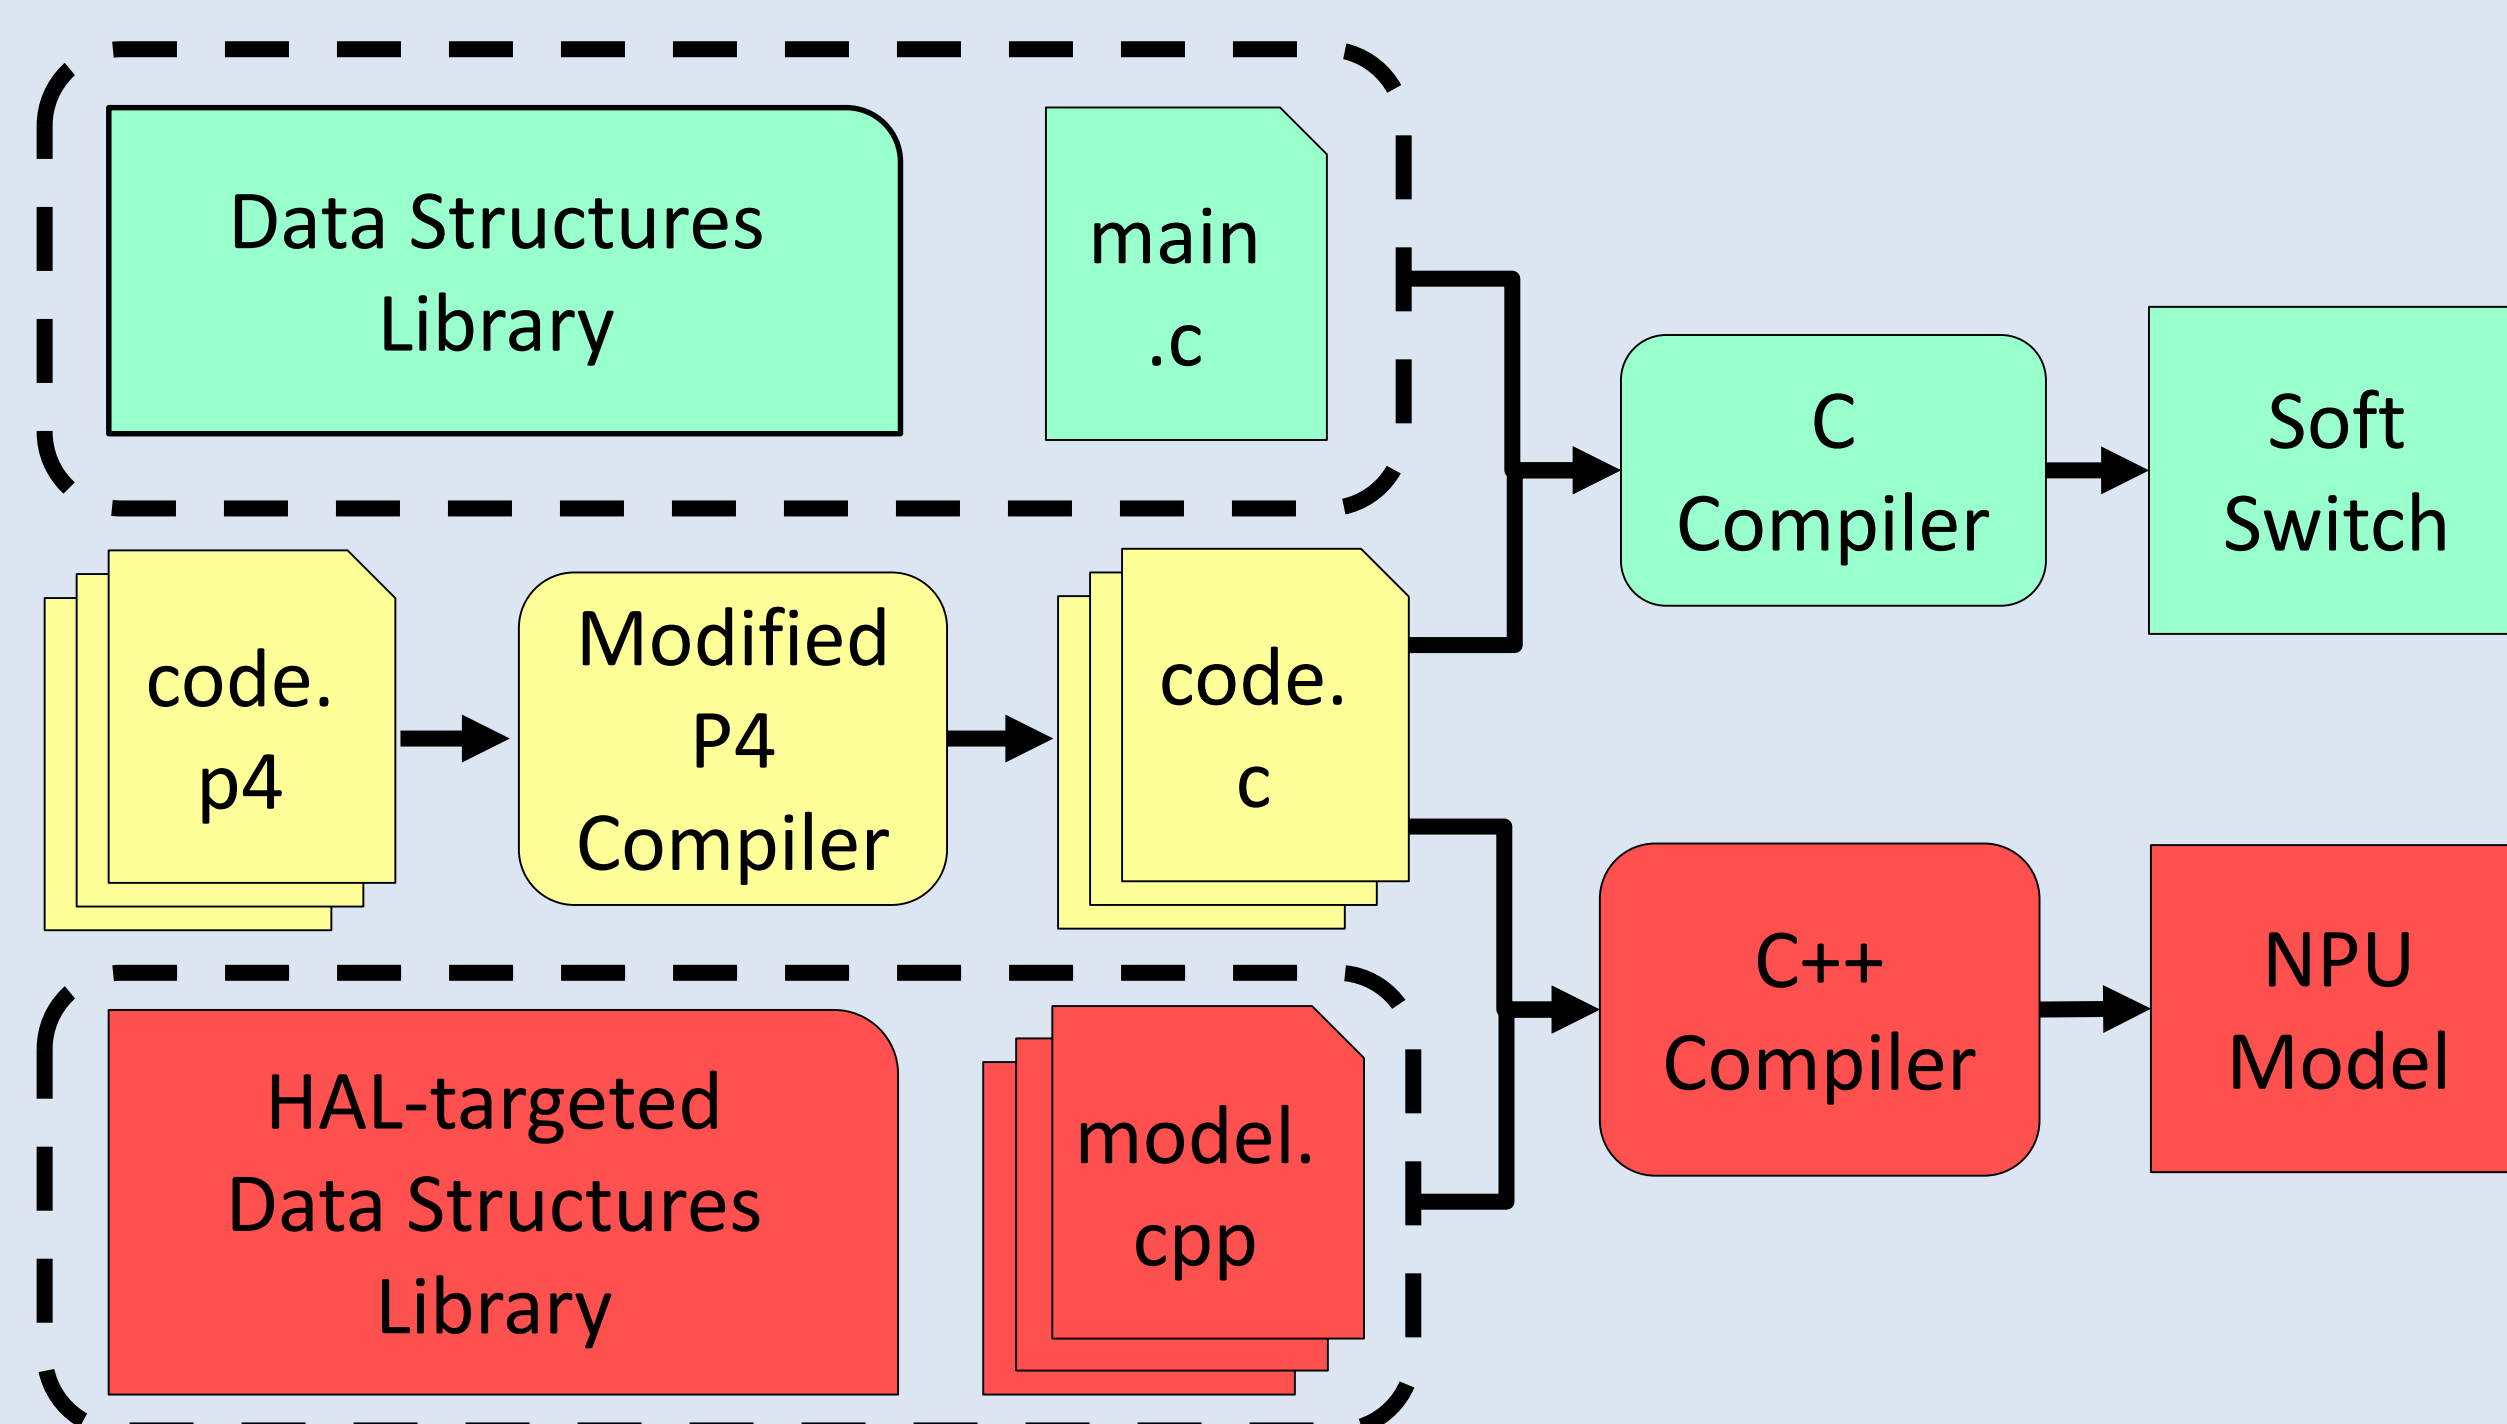 Data Structures
Library
main
.c
C
Compiler
Soft
Switch
code.
p4
Modified
P4
Compiler
code.
c
C++
Compiler
NPU
Model
HAL-targeted
Data Structures
Library
model.
cpp